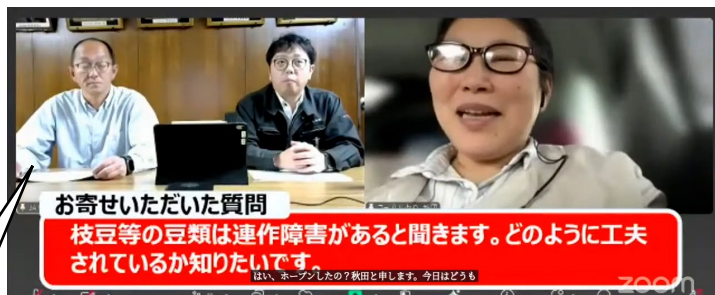 お寄せいただいた質問
枝豆等の豆類は連作障害があると聞きます。どのように工夫
されているか知りたいです。
はい、ホープンしたの？秋田と申します。今日はどうも
zoom